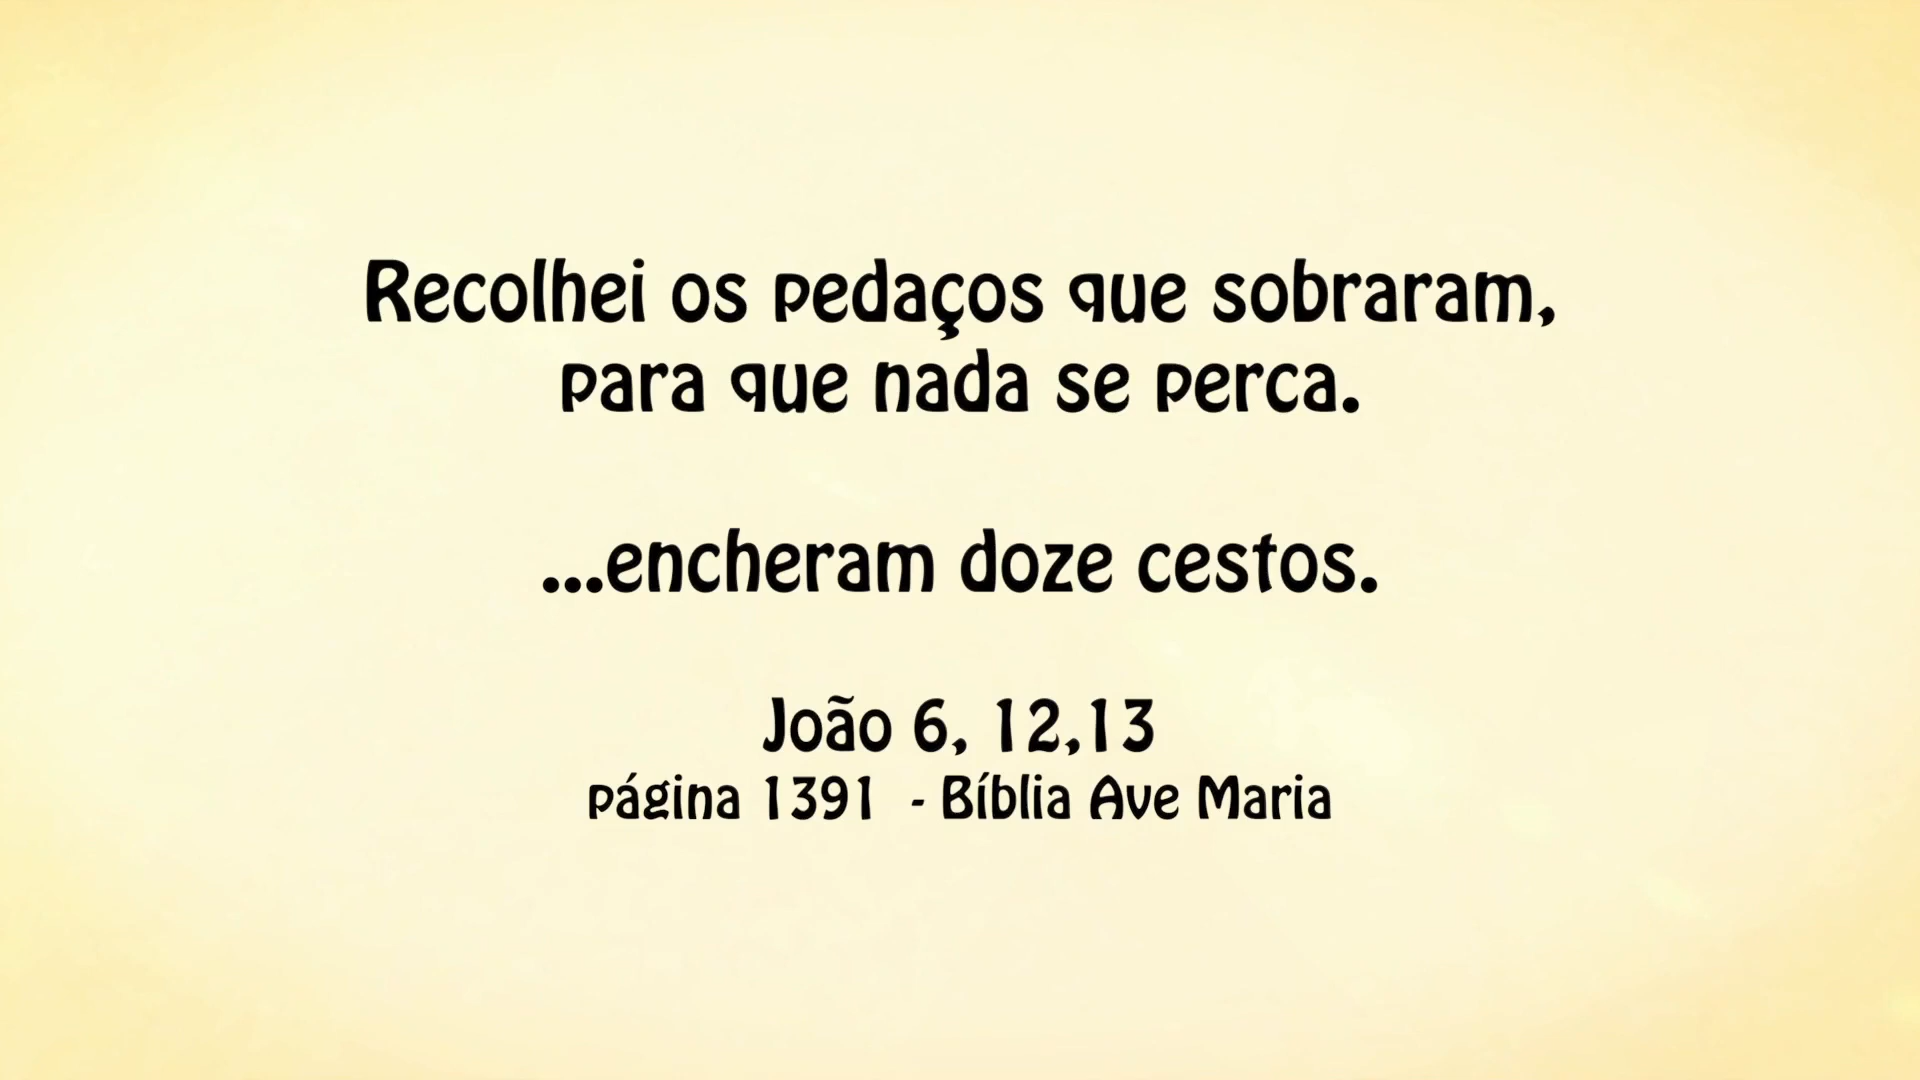 Recolhei os pedaços que sobraram,
para que nada se perca.
...encheram doze cestos.
João 6, 12,13
página 1391 - Bíblia Ave Maria